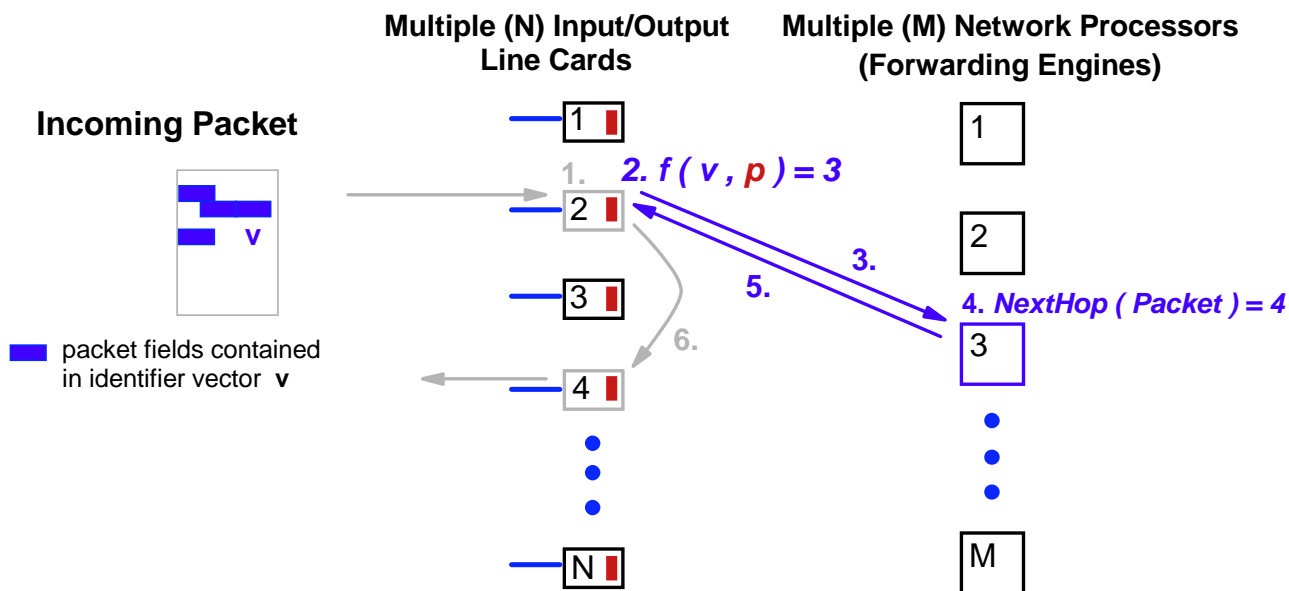 Multiple (N) Input/Output
Line Cards
Multiple (M) Network Processors
(Forwarding Engines)
Incoming Packet
1
1
1.
2. f ( v , p ) = 3
2
2
v
3.
5.
3
4. NextHop ( Packet ) = 4
3
6.
packet fields contained
in identifier vector v
4
N
M